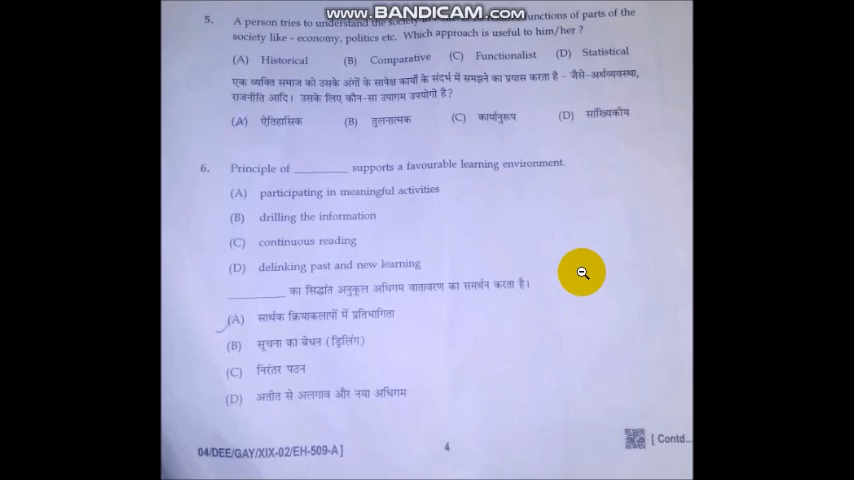 www.BANDICAM.com
5. A person tries to understand the society functions of parts of the
society like - economy, politics etc. Which approach is useful to him/her ?
(A) Historical (B) Comparative (C) Functionalist (D) Statistical
एक व्यक्ति समाज को उसके अंगों के सापेक्ष कार्यों के संदर्भ में समझने का प्रयास करता है - जैसे-अर्थव्यवस्था,
राजनीति आदि। उसके लिए कौन-सा उपागम उपयोगी है?
(A) ऐतिहासिक (B) तुलनात्मक (C) कार्यानुरूप (D) सांख्यिकीय
6. Principle of ________ supports a favourable learning environment.
(A) participating in meaningful activities
(B) drilling the information
(C) continuous reading
(D) delinking past and new learning
________ का सिद्धांत अनुकूल अधिगम वातावरण का समर्थन करता है।
(A) सार्थक क्रियाकलापों में प्रतिभागिता
(B) सूचना का बेधन (ड्रिलिंग)
(C) निरंतर पठन
(D) अतीत से अलगाव और नया अधिगम
04/DEE/GAY/XIX-02/EH-509-A] 4 [ Contd...